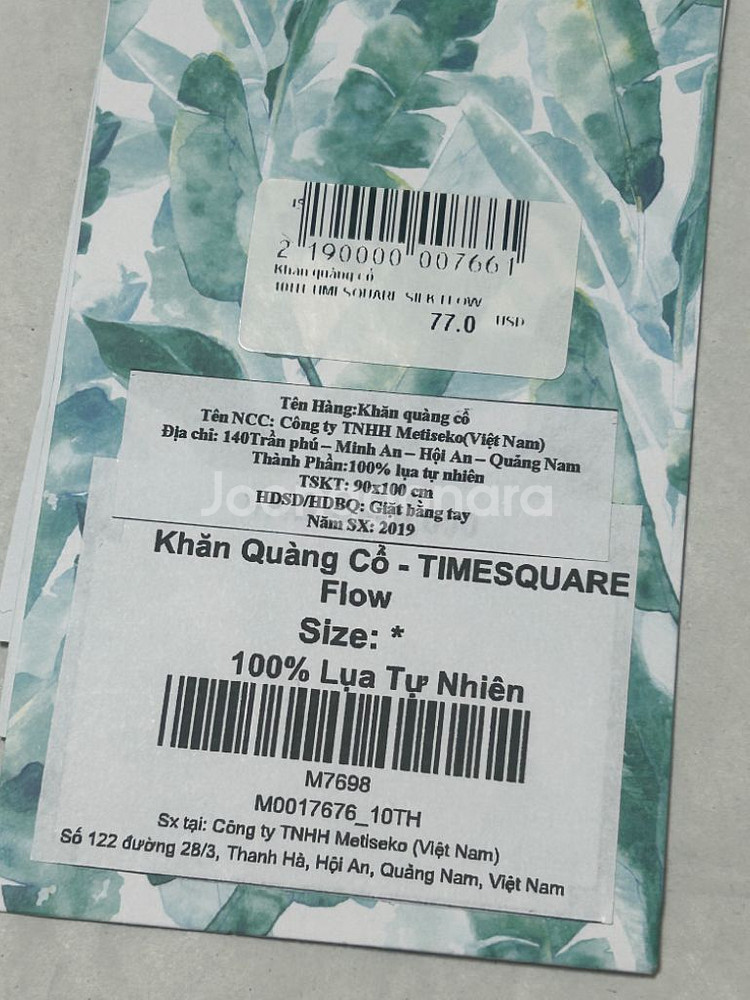 2 190000 007661
Khăn quàng cổ
SILK FLOW
77.0 USD
Tên Hàng:Khăn quàng cổ
Tên NCC: Công ty TNHH Metiseko(Việt Nam)
Địa chỉ: 140Trần phú – Minh An – Hội An – Quảng Nam
Thành Phần:100% lụa tự nhiên
TSKT: 90x100 cm
HDSD/HDBQ: Giặt bằng tay
Năm SX: 2019
Khăn Quàng Cổ - TIMESQUARE
Flow
Size: *
100% Lụa Tự Nhiên
M7698
M0017676_10TH
Sx tại: Công ty TNHH Metiseko (Việt Nam)
Số 122 đường 28/3, Thanh Hà, Hội An, Quảng Nam, Việt Nam